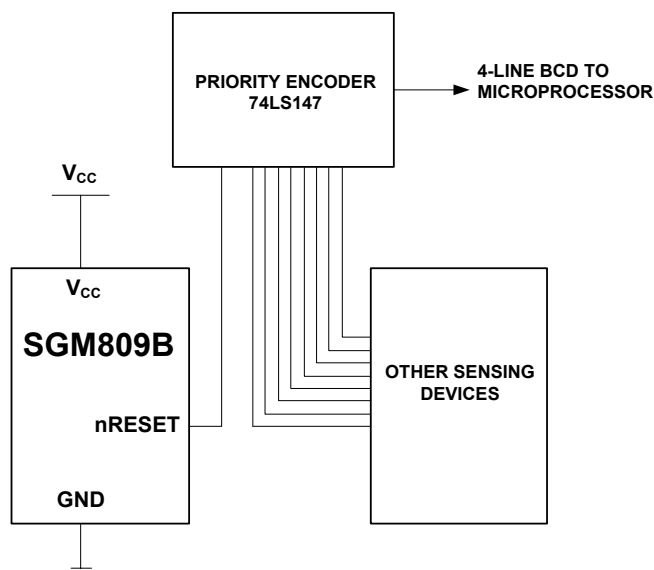 PRIORITY ENCODER
74LS147
4-LINE BCD TO
MICROPROCESSOR
VCC
VCC
SGM809B
nRESET
GND
OTHER SENSING
DEVICES